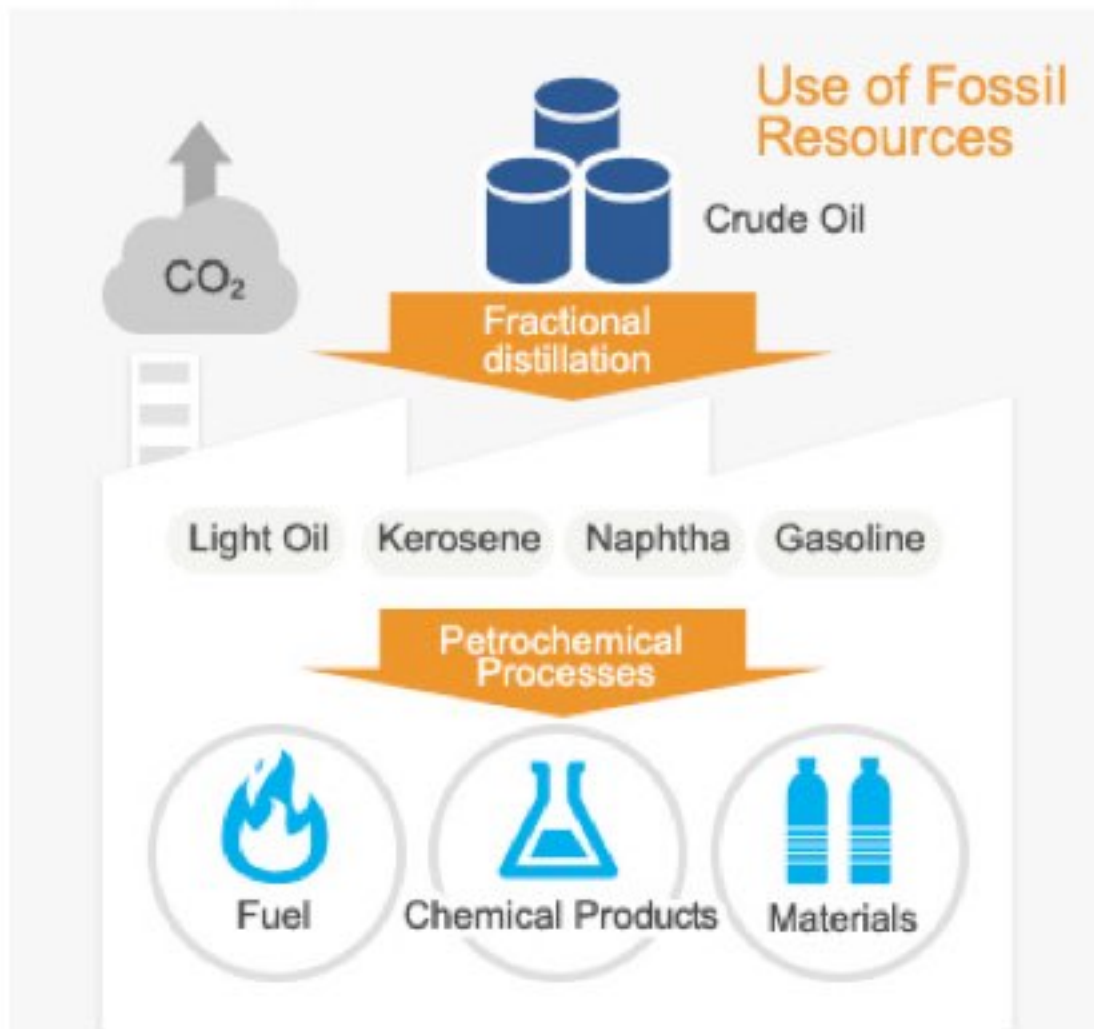 Use of Fossil
Resources
Crude Oil
CO₂
Fractional
distillation
Light Oil
Kerosene
Naphtha
Gasoline
Petrochemical
Processes
Fuel
Chemical Products
Materials